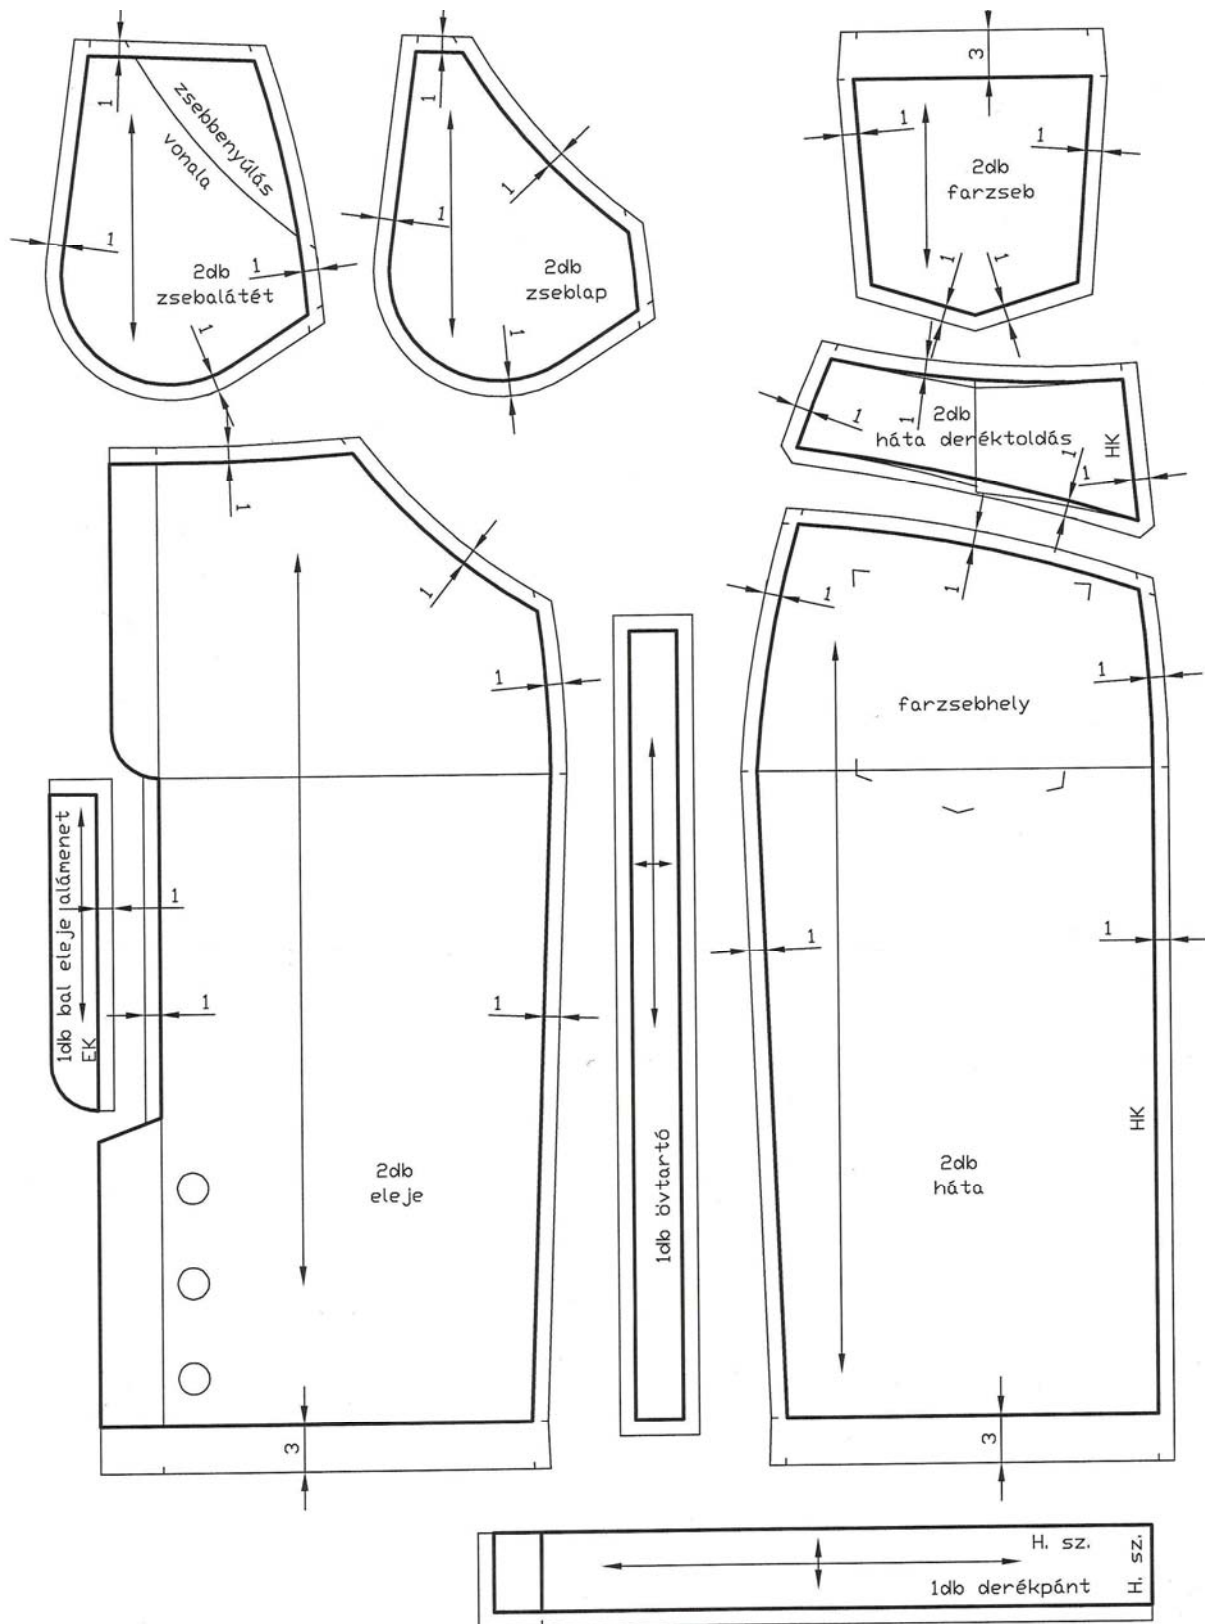 1
zsebbenyúlás
vonala
1
1
2db
zsebalátét
1
1
1
1
2db
zseblap
1
3
1
1
2db
farzseb
1
1
1
1
2db
háta deréktoldás
HK
1
1
1
1
1
1
1
1
farzsebhely
1
1db bal eleje alámenet
EK
1
1
1
1
1
HK
2db
eleje
1db övtartó
2db
háta
3
3
H. sz.
H. sz.
1db derékpánt